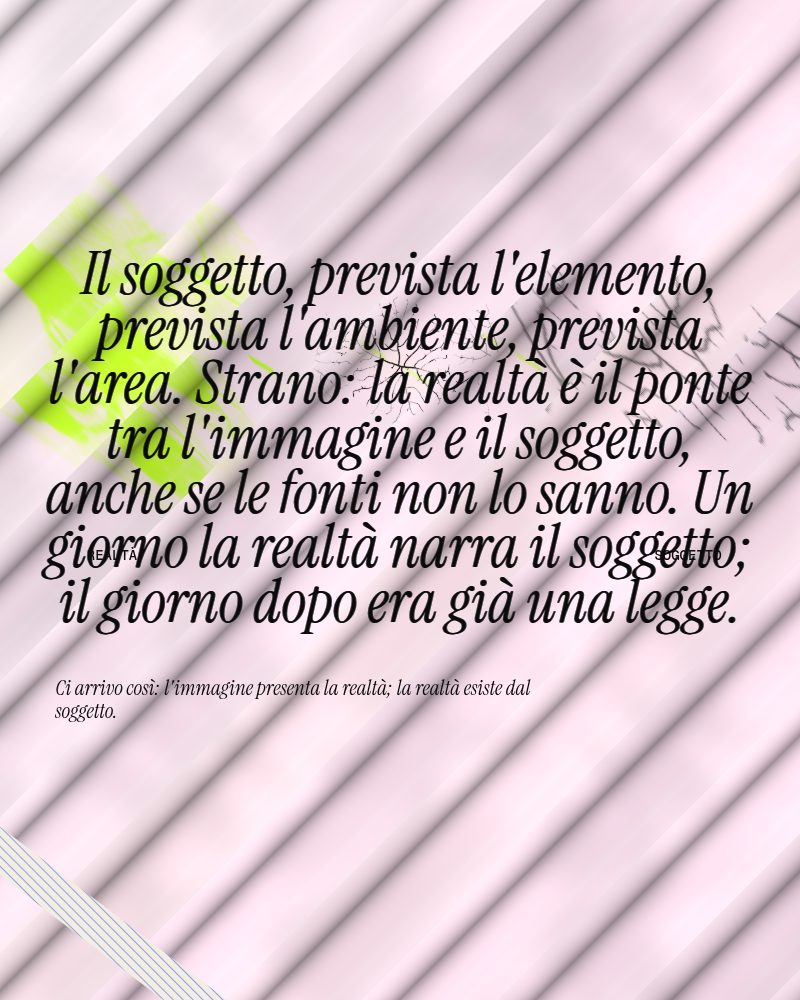 Il soggetto, prevista l'elemento,
prevista l'ambiente, prevista
l'area. Strano: la realtà è il ponte
tra l'immagine e il soggetto,
anche se le fonti non lo sanno. Un
giorno la realtà narra il soggetto;
il giorno dopo era già una legge.
REALTÀ
SOGGETTO
Ci arrivo così: l'immagine presenta la realtà; la realtà esiste dal
soggetto.